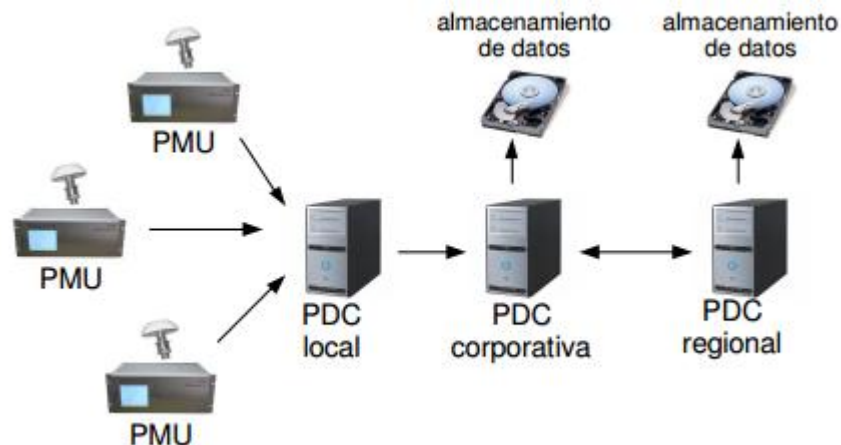 almacenamiento
de datos
almacenamiento
de datos
PMU
PMU
PMU
PDC
local
PDC
corporativa
PDC
regional